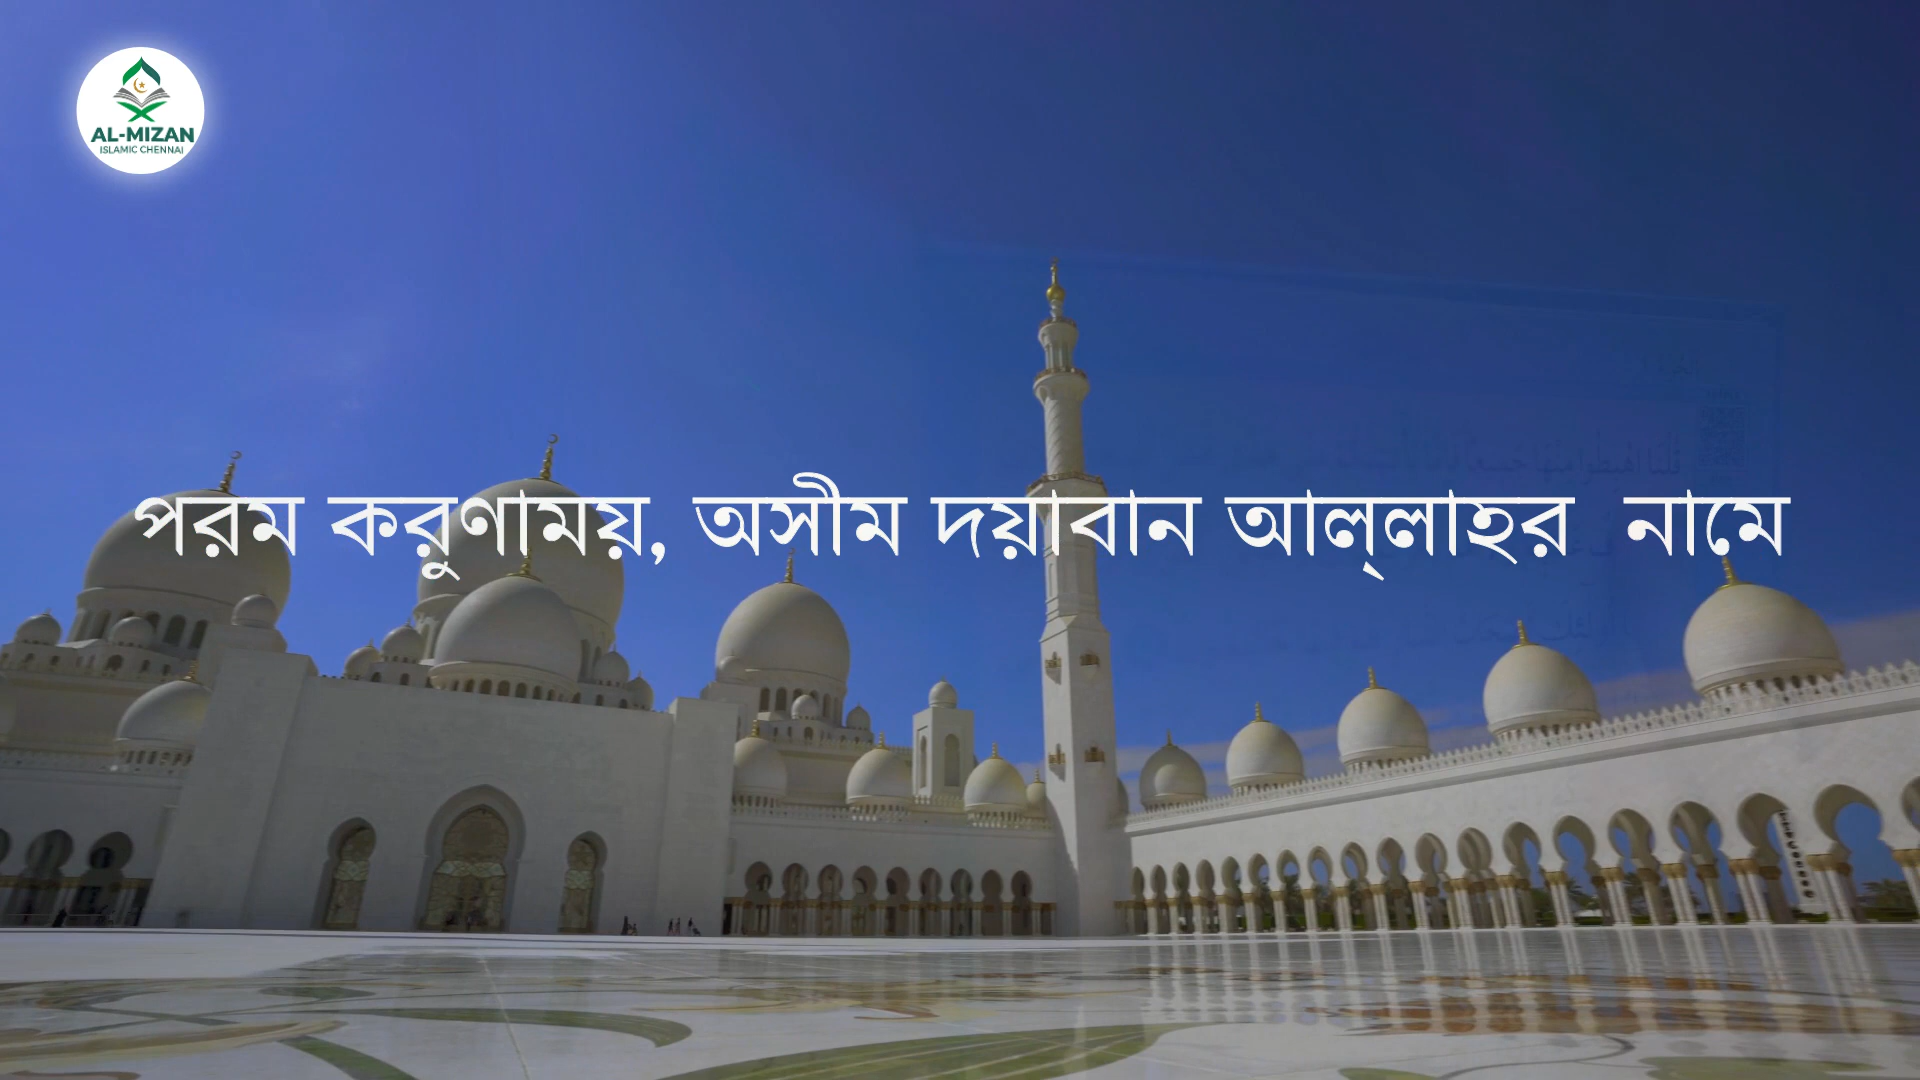 AL-MIZAN
ISLAMIC CHENNAI
পরম করুণাময়, অসীম দয়াবান আল্‌লাহর নামে